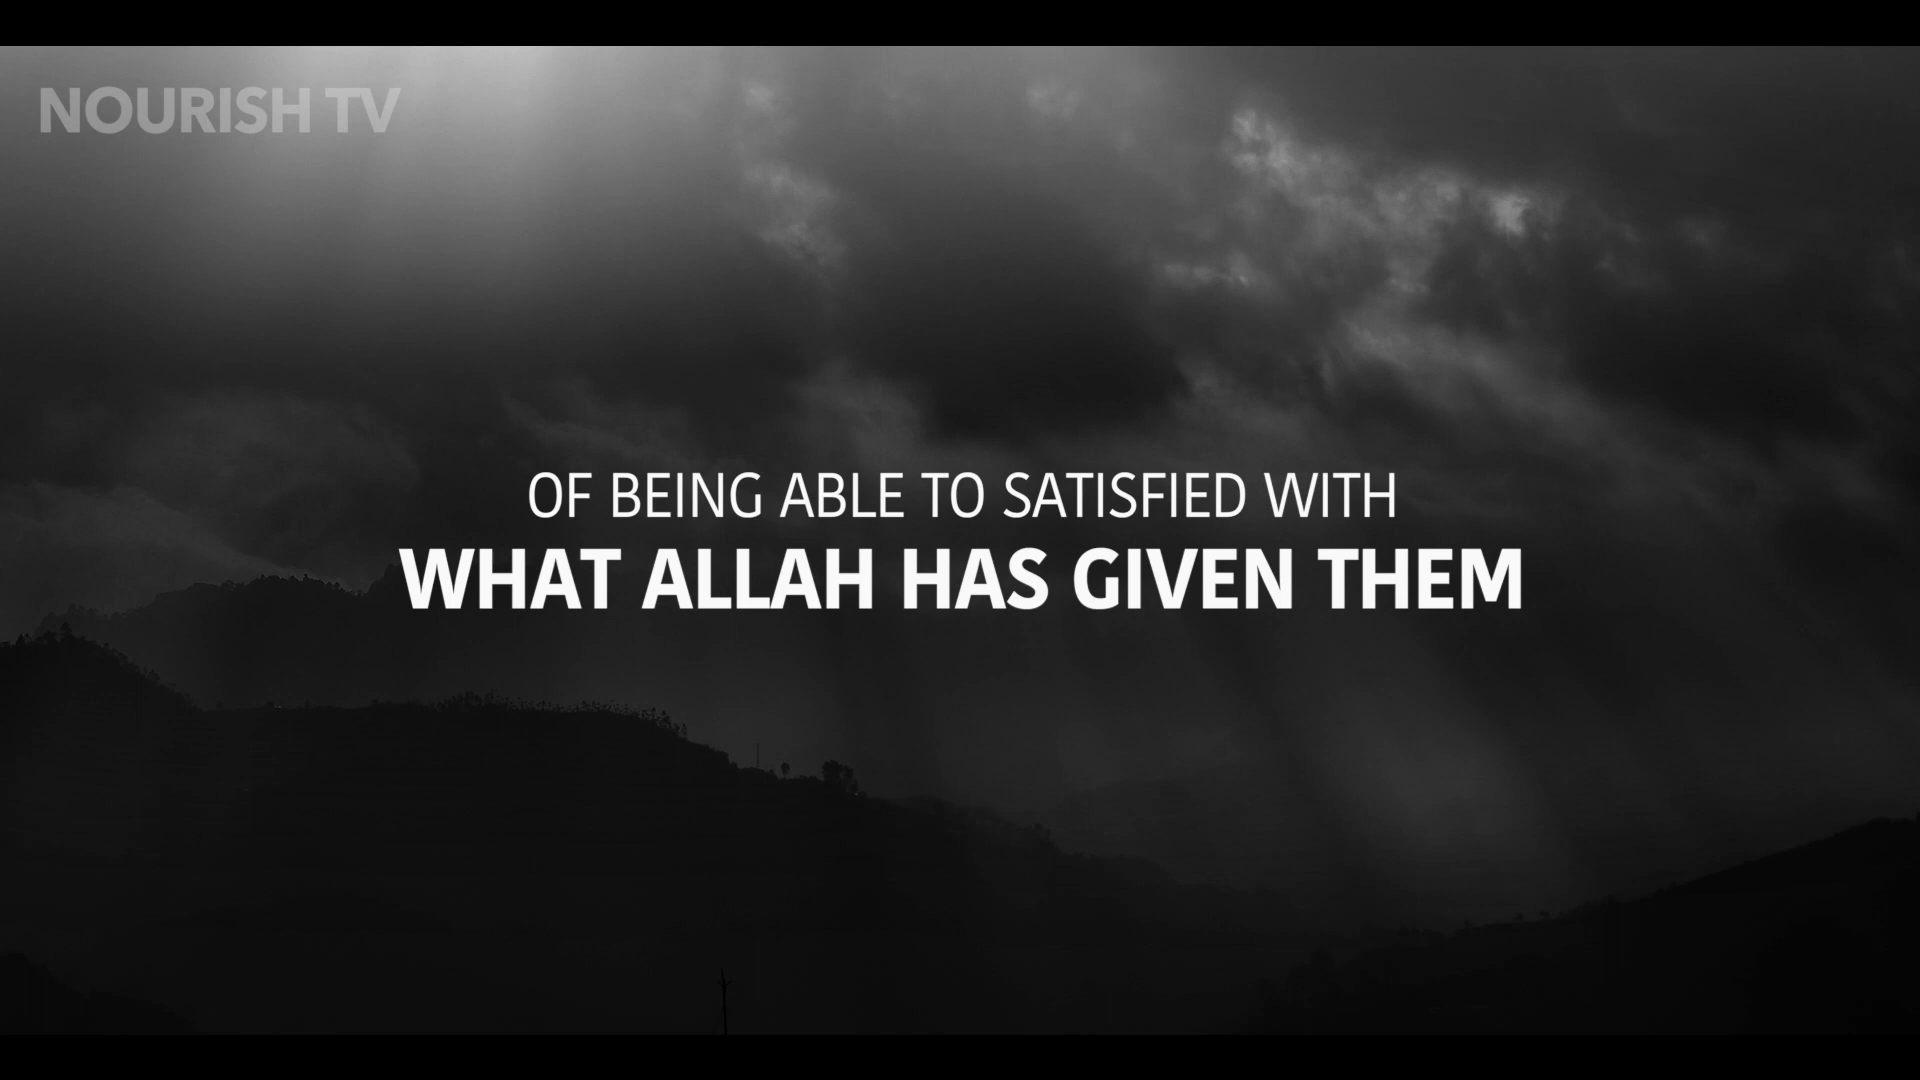 NOURISH TV
OF BEING ABLE TO SATISFIED WITH
WHAT ALLAH HAS GIVEN THEM